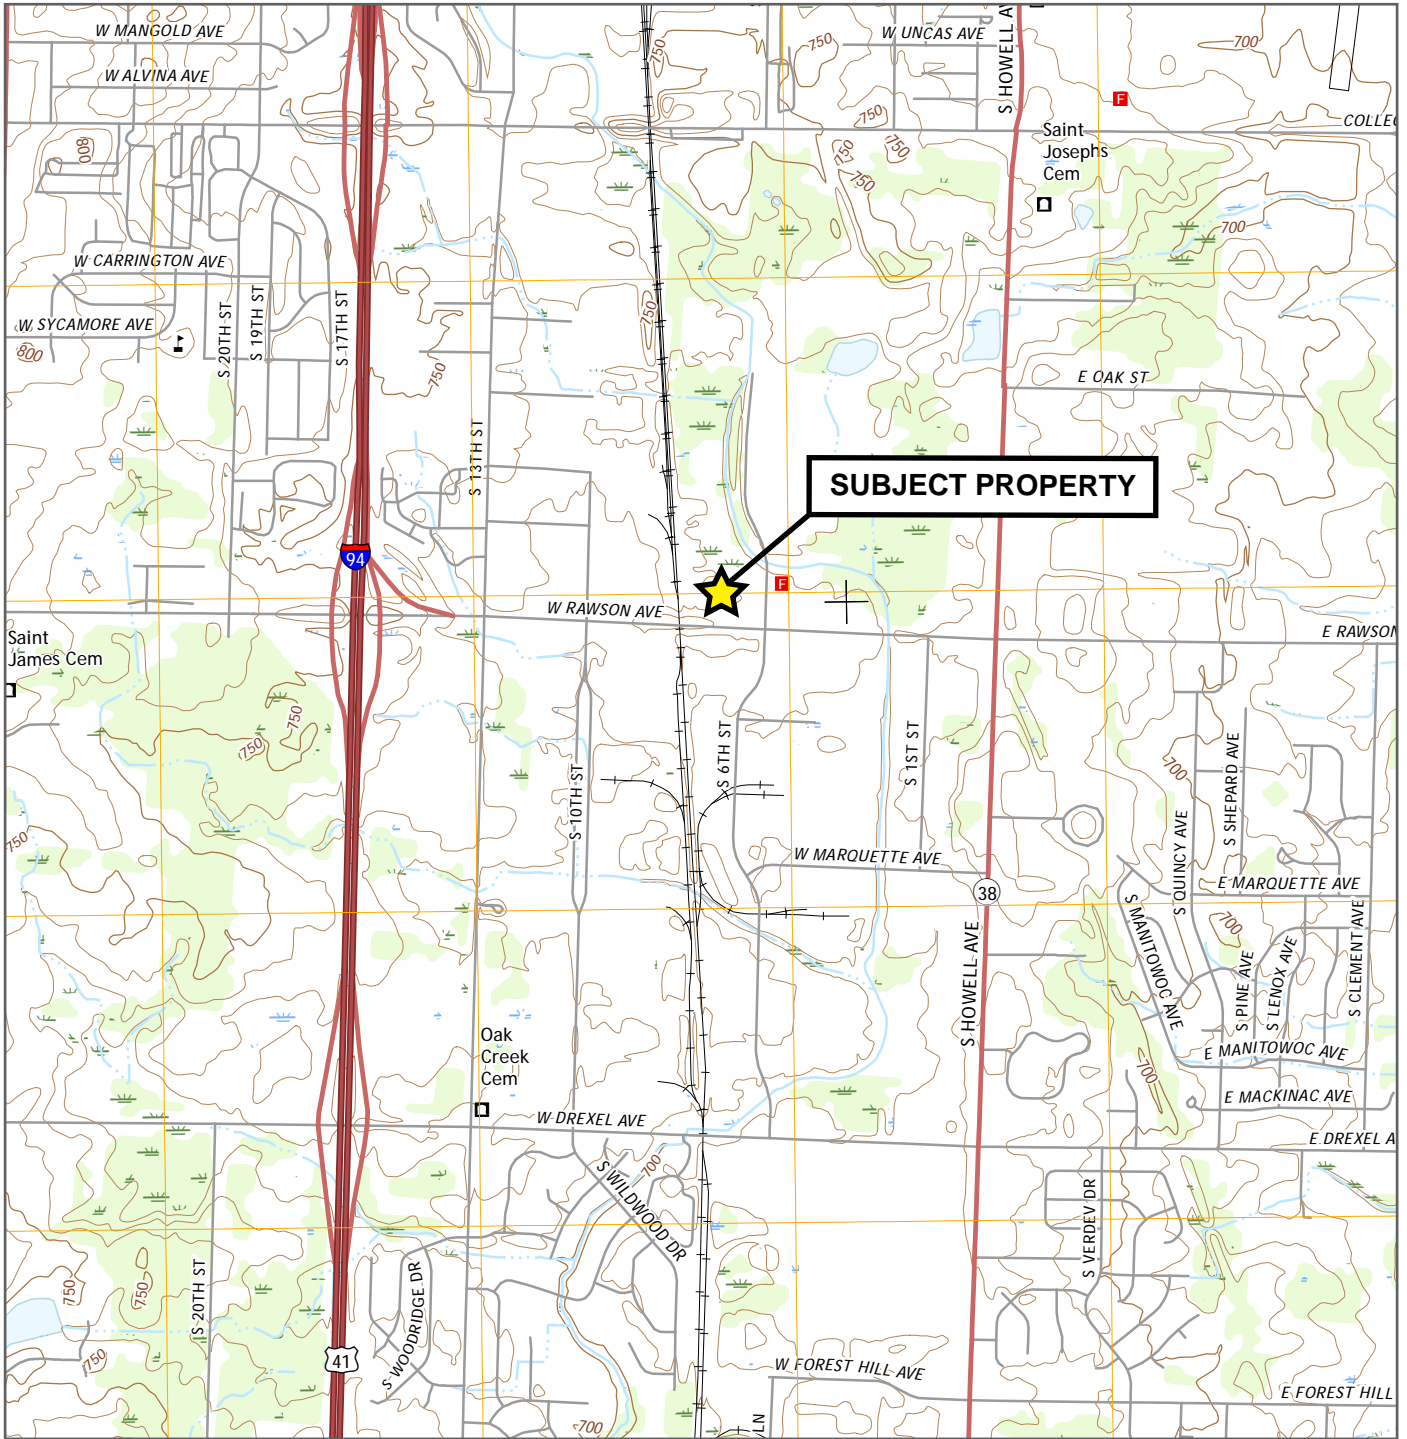 W MANGOLD AVE
W UNCAS AVE
S HOWELL AV
750
750
700
W ALVINA AVE
F
750
COLLEC
800
750
750
750
Saint
Josephs
Cem
700
W CARRINGTON AVE
W SYCAMORE AVE
800
S 20TH ST
S 19TH ST
S 17TH ST
750
750
E OAK ST
S 13TH ST
SUBJECT PROPERTY
94
F
W RAWSON AVE
E RAWSON
Saint
James Cem
750
750
S 6TH ST
S 1ST ST
700
S SHEPARD AVE
S 10TH ST
750
S QUINCY AVE
W MARQUETTE AVE
38
E MARQUETTE AVE
S MANITOWOC AVE
700
S PINE AVE
S LENOX AVE
S CLEMENT AVE
S HOWELL AVE
Oak
Creek
Cem
E MANITOWOC AVE
700
E MACKINAC AVE
W DREXEL AVE
E DREXEL A
700
S WILDWOOD DR
S VERDEV DR
750
750
S 20TH ST
S WOODRIDGE DR
41
750
W FOREST HILL AVE
E FOREST HILL
700
LN